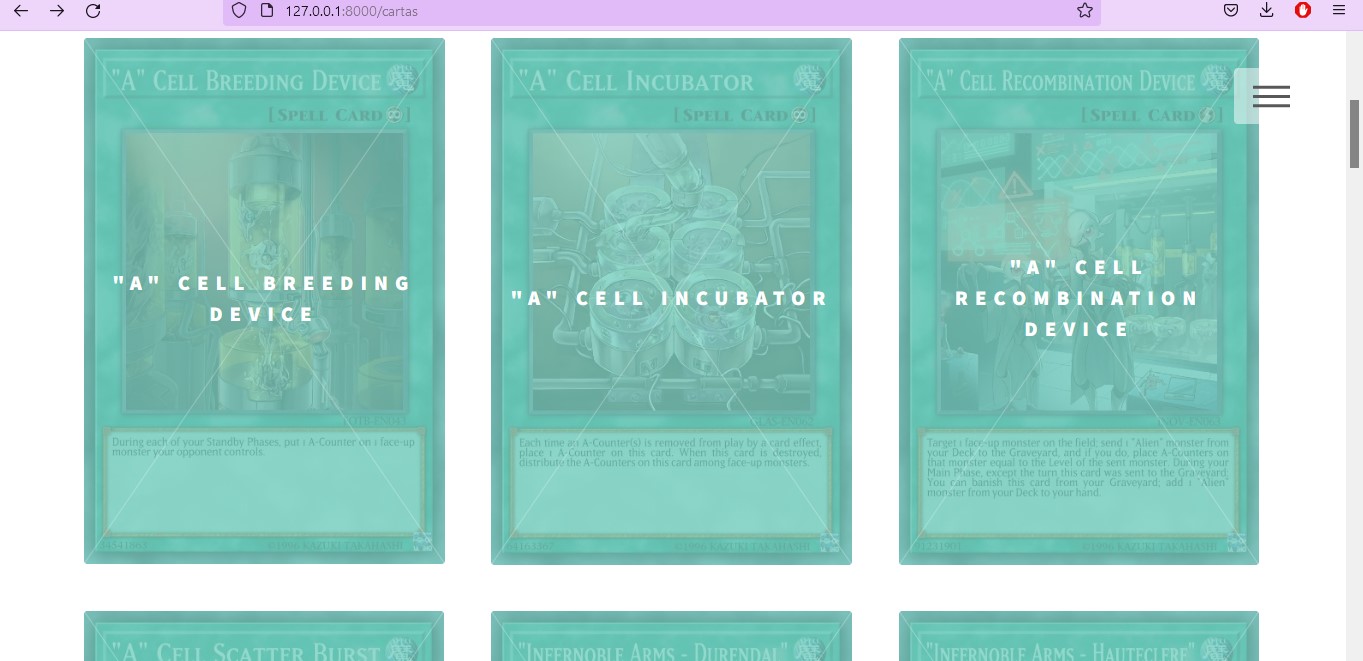 127.0.0.1:8000/cartas
"A" CELL BREEDING DEVICE
[ SPELL CARD ]
"A" CELL BREEDING
DEVICE
During each of your Standby Phases, put 1 A-Counter on 1 face-up
monster your opponent controls.
©1996 KAZUKI TAKAHASHI
"A" CELL INCUBATOR
[ SPELL CARD ]
"A" CELL INCUBATOR
Each time an A-Counter(s) is removed from play by a card effect,
place 1 A-Counter on this card. When this card is destroyed,
distribute the A-Counters on this card among face-up monsters.
©1996 KAZUKI TAKAHASHI
"A" CELL RECOMBINATION DEVICE
[ SPELL CARD ]
"A" CELL
RECOMBINATION
DEVICE
Target 1 face-up monster on the field; send 1 "Alien" monster from
your Deck to the Graveyard, and if you do, place A-Counters on
that monster equal to the Level of the sent monster. During your
Main Phase, except the turn this card was sent to the Graveyard:
You can banish this card from your Graveyard; add 1 "Alien"
monster from your Deck to your hand.
©1996 KAZUKI TAKAHASHI
"A" CELL SCATTER BURST
"INFERNOBLE ARMS - DURENDAL"
"INFERNOBLE ARMS - HAUTECLERE"